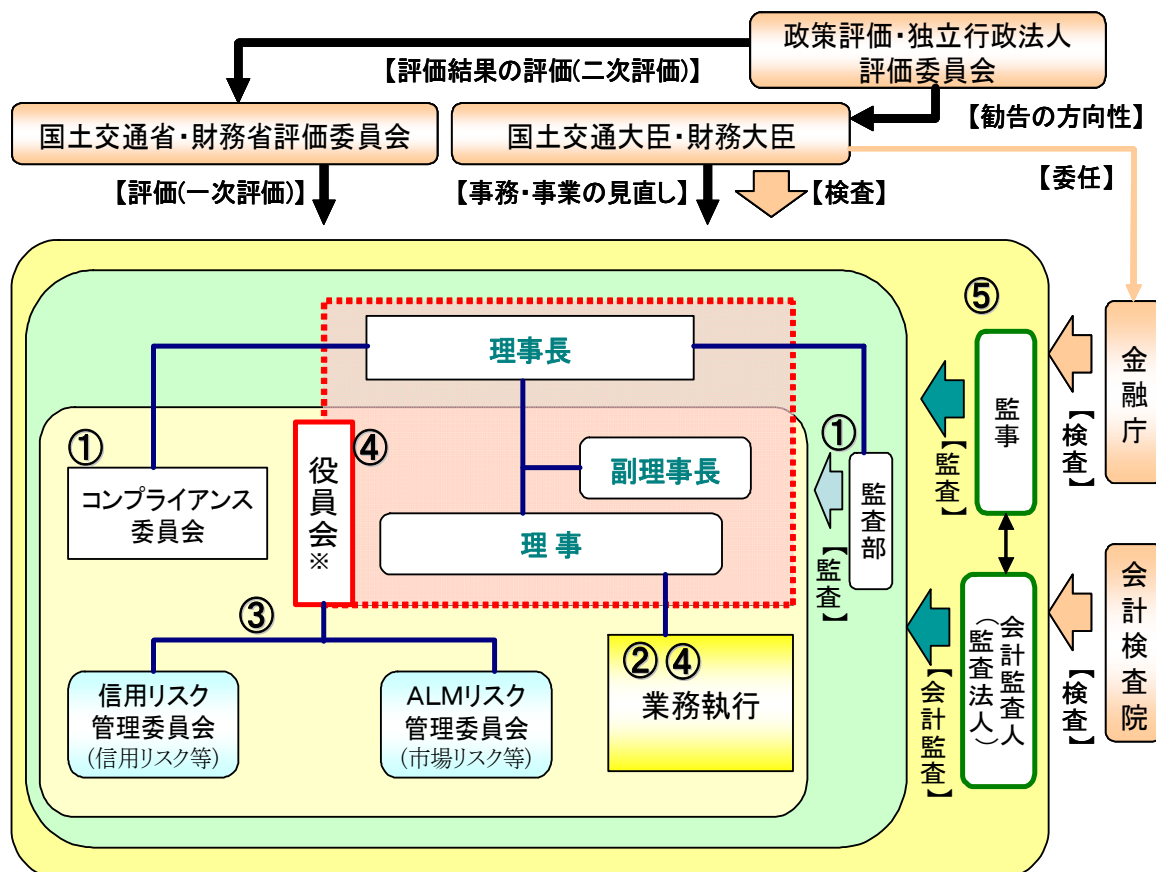 政策評価・独立行政法人
評価委員会
【評価結果の評価(二次評価)】
【勧告の方向性】
国土交通省・財務省評価委員会
国土交通大臣・財務大臣
【評価(一次評価)】
【事務・事業の見直し】
【検査】
【委任】
⑤
理事長
金融庁
監事
【検査】
【監査】
①
コンプライアンス
委員会
役員会※
④
副理事長
理 事
①
監査部
【監査】
③
信用リスク
管理委員会
(信用リスク等)
ALMリスク
管理委員会
(市場リスク等)
② ④
業務執行
会計監査人
(監査法人)
【会計監査】
会計検査院
【検査】